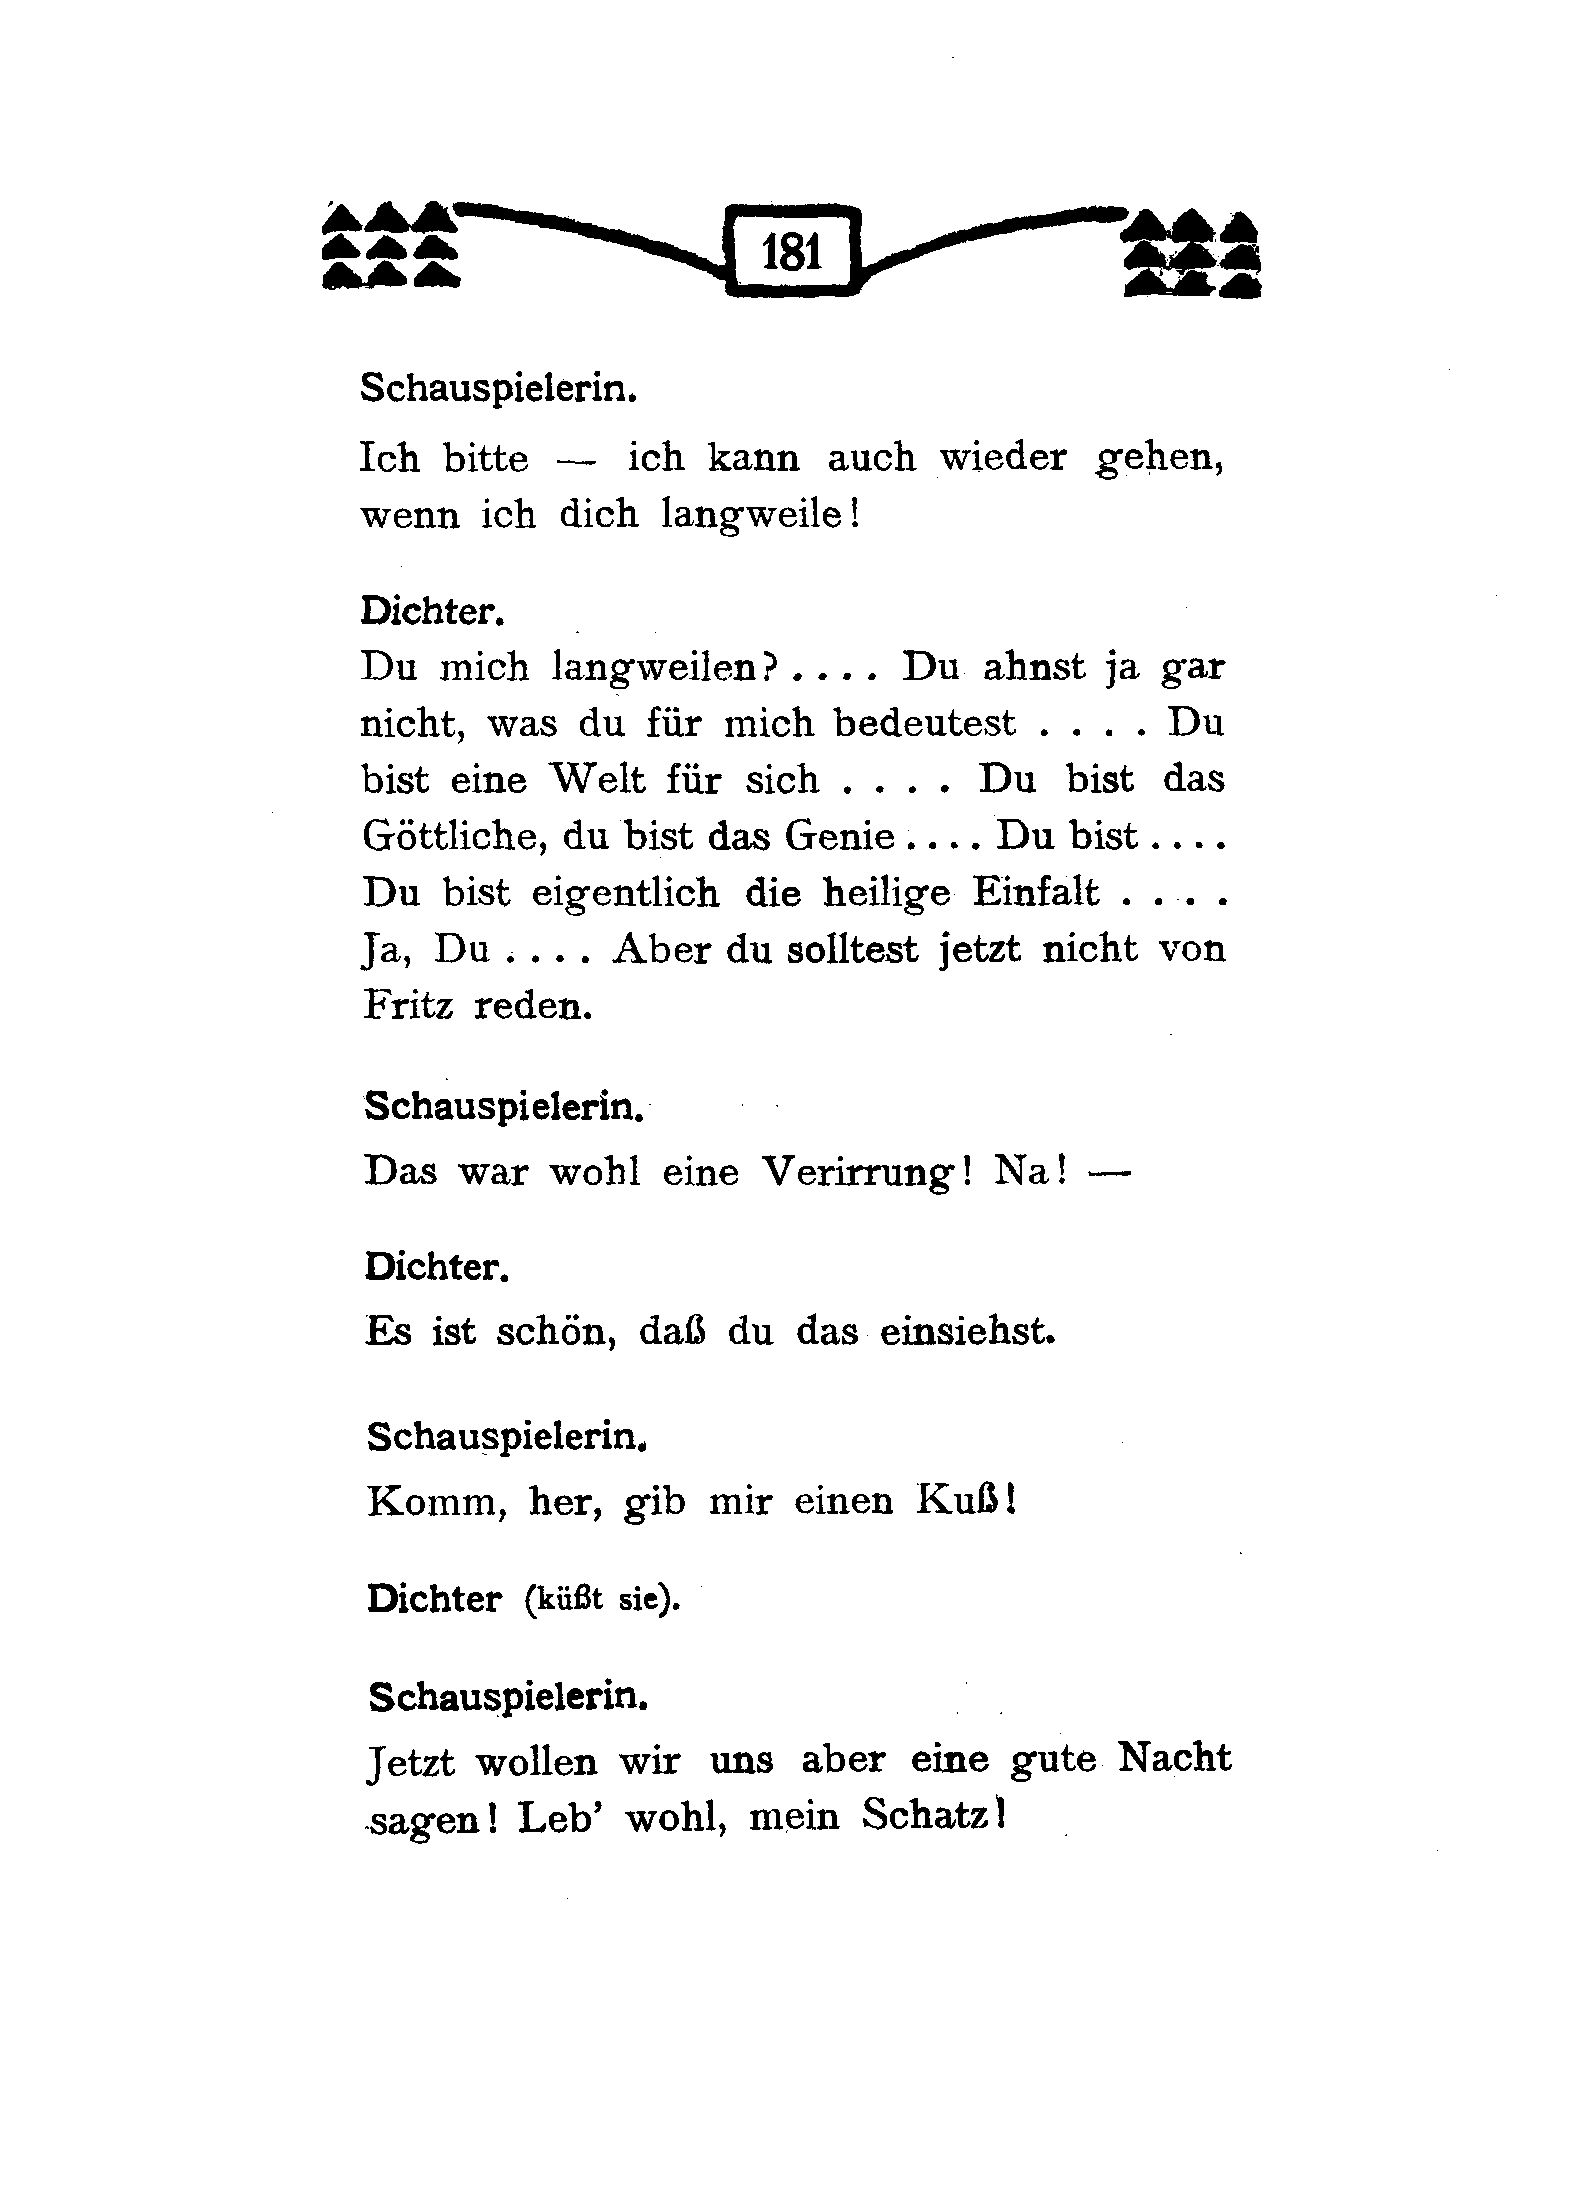 181
Schauspielerin.
Ich bitte — ich kann auch wieder gehen,
wenn ich dich langweile!
Dichter.
Du mich langweilen? . . . . Du ahnst ja gar
nicht, was du für mich bedeutest . . . . Du
bist eine Welt für sich . . . . Du bist das
Göttliche, du bist das Genie . . . . Du bist . . . .
Du bist eigentlich die heilige Einfalt . . . .
Ja, Du . . . . Aber du solltest jetzt nicht von
Fritz reden.
Schauspielerin.
Das war wohl eine Verirrung! Na! —
Dichter.
Es ist schön, daß du das einsiehst.
Schauspielerin.
Komm, her, gib mir einen Kuß!
Dichter (küßt sie).
Schauspielerin.
Jetzt wollen wir uns aber eine gute Nacht
sagen! Leb’ wohl, mein Schatz!